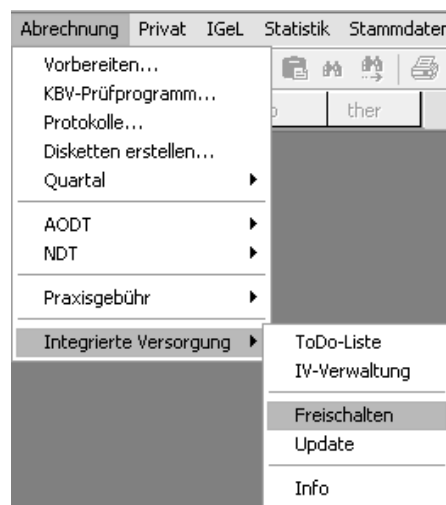 Abrechnung Privat IGeL Statistik Stammdaten
Vorbereiten...
KBV-Prüfprogramm...
Protokolle...
ther
Disketten erstellen...
Quartal
AODT
NDT
Praxisgebühr
Integrierte Versorgung
ToDo-Liste
IV-Verwaltung
Freischalten
Update
Info